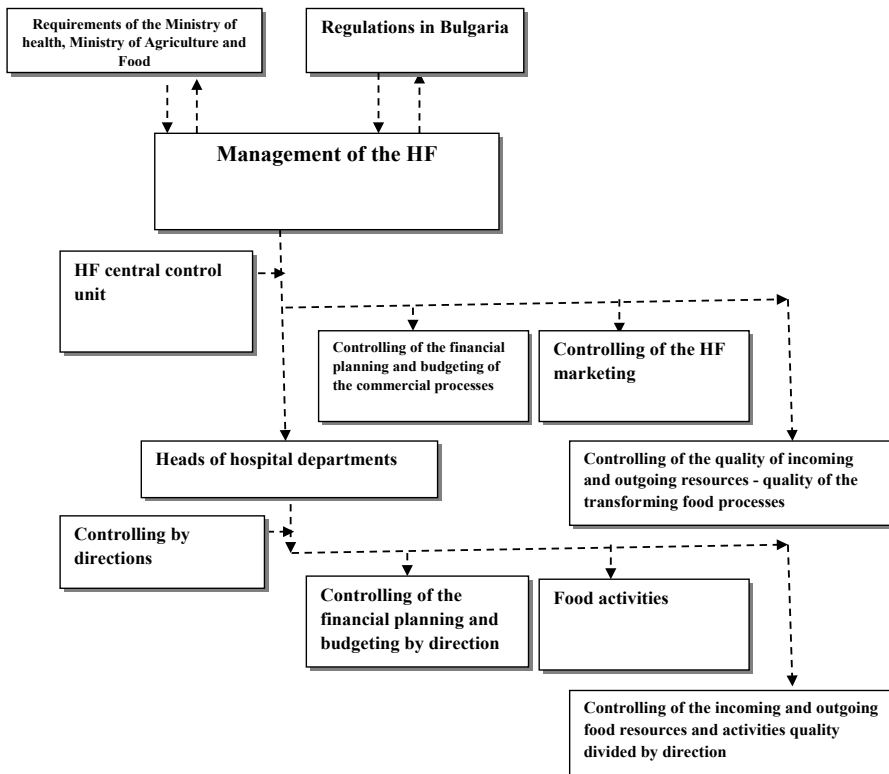 Requirements of the Ministry of
health, Ministry of Agriculture and
Food
Regulations in Bulgaria
Management of the HF
HF central control
unit
Controlling of the financial
planning and budgeting of
the commercial processes
Controlling of the HF
marketing
Heads of hospital departments
Controlling of the quality of incoming
and outgoing resources - quality of the
transforming food processes
Controlling by
directions
Controlling of the
financial planning and
budgeting by direction
Food activities
Controlling of the incoming and outgoing
food resources and activities quality
divided by direction